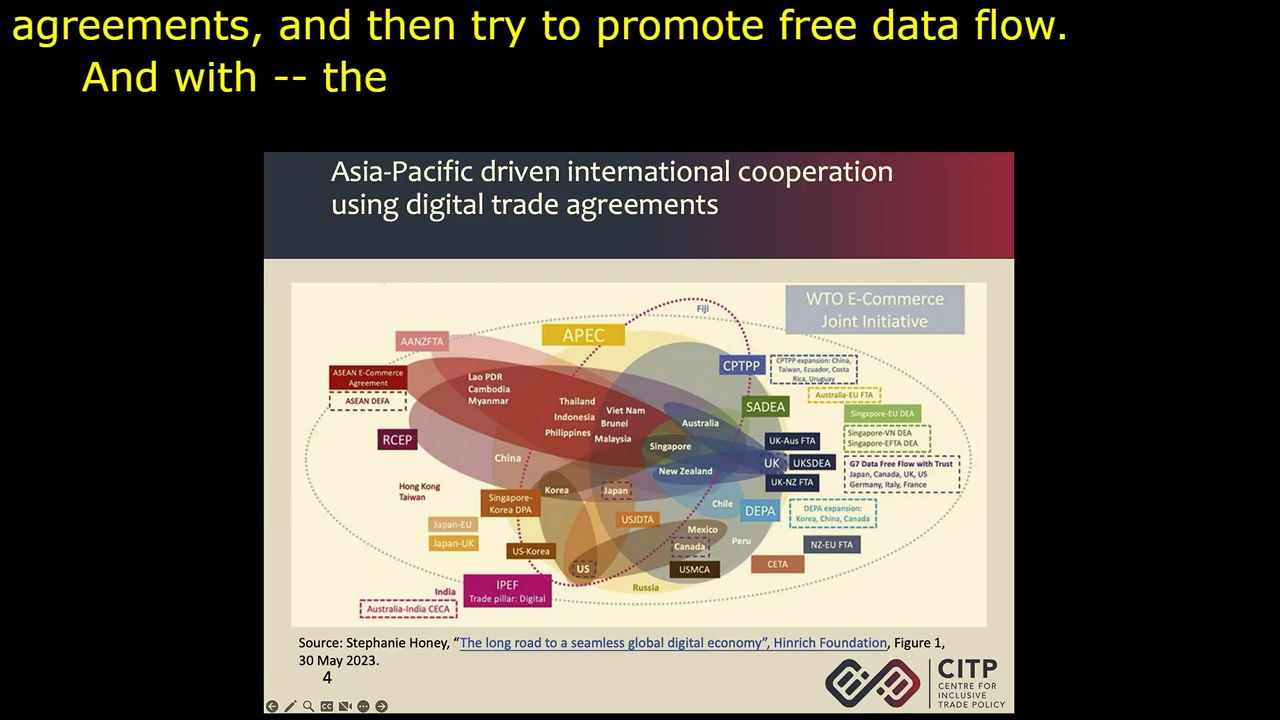 agreements, and then try to promote free data flow.
And with -- the
Asia-Pacific driven international cooperation
using digital trade agreements
WTO E-Commerce
Joint Initiative
Fiji
AANZFTA
APEC
CPTPP
CPTPP expansion: China,
Taiwan, Ecuador, Costa
Rica, Uruguay
ASEAN E-Commerce
Agreement
ASEAN DEFA
Lao PDR
Cambodia
Myanmar
Thailand
Indonesia
Philippines
Viet Nam
Brunei
Malaysia
Australia
SADEA
Australia-EU FTA
Singapore-EU DEA
Singapore-VN DEA
Singapore-EFTA DEA
RCEP
China
Singapore
New Zealand
UK-Aus FTA
UK
UKSDEA
UK-NZ FTA
G7 Data Free Flow with Trust
Japan, Canada, UK, US
Germany, Italy, France
Hong Kong
Taiwan
Singapore-
Korea DPA
Korea
Japan
Chile
DEPA
DEPA expansion:
Korea, China, Canada
Japan-EU
Japan-UK
USJDTA
Mexico
Canada
Peru
NZ-EU FTA
US-Korea
US
USMCA
CETA
IPEF
Trade pillar: Digital
Russia
India
Australia-India CECA
Source: Stephanie Honey, “The long road to a seamless global digital economy”, Hinrich Foundation, Figure 1,
30 May 2023.
4
CITP
CENTRE FOR
INCLUSIVE
TRADE POLICY
CC